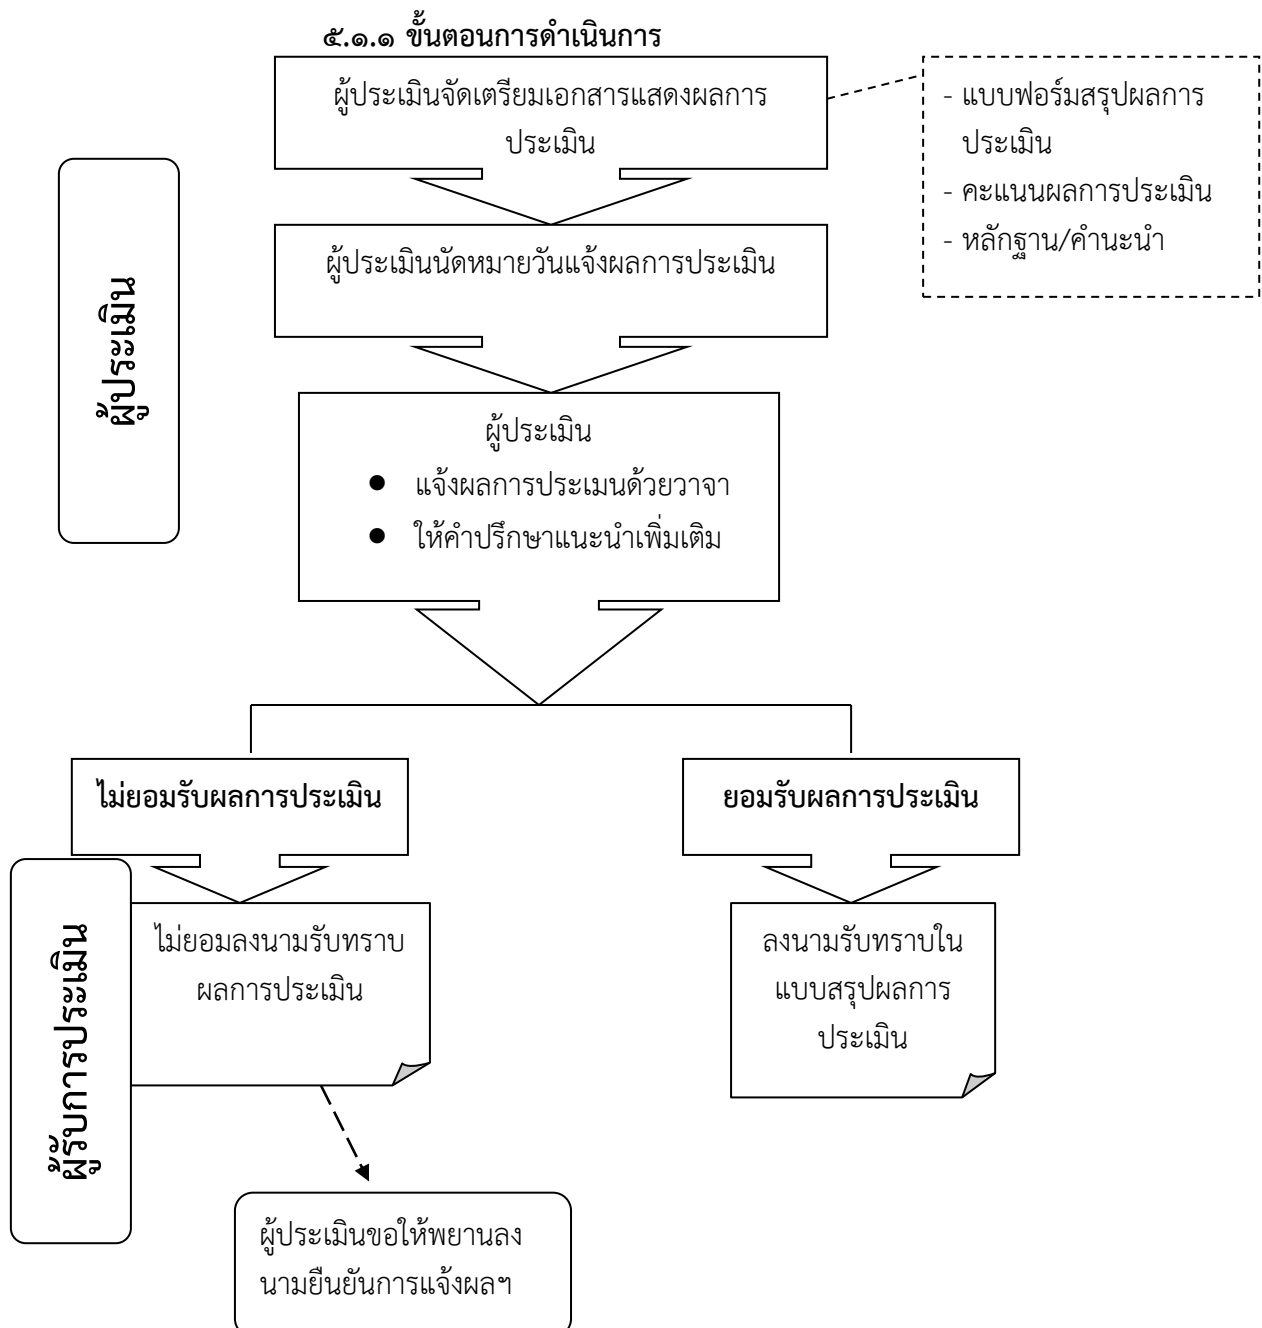 ๕.๑.๑ ขั้นตอนการดำเนินการ
ผู้ประเมินจัดเตรียมเอกสารแสดงผลการ
ประเมิน
- แบบฟอร์มสรุปผลการ
ประเมิน
- คะแนนผลการประเมิน
- หลักฐาน/คำนะนำ
ผู้ประเมินนัดหมายวันแจ้งผลการประเมิน
ผู้ประเมิน
ผู้ประเมิน
● แจ้งผลการประเมนด้วยวาจา
● ให้คำปรึกษาแนะนำเพิ่มเติม
ไม่ยอมรับผลการประเมิน
ยอมรับผลการประเมิน
ผู้รับการประเมิน
ไม่ยอมลงนามรับทราบ
ผลการประเมิน
ลงนามรับทราบใน
แบบสรุปผลการ
ประเมิน
ผู้ประเมินขอให้พยานลง
นามยืนยันการแจ้งผลฯ